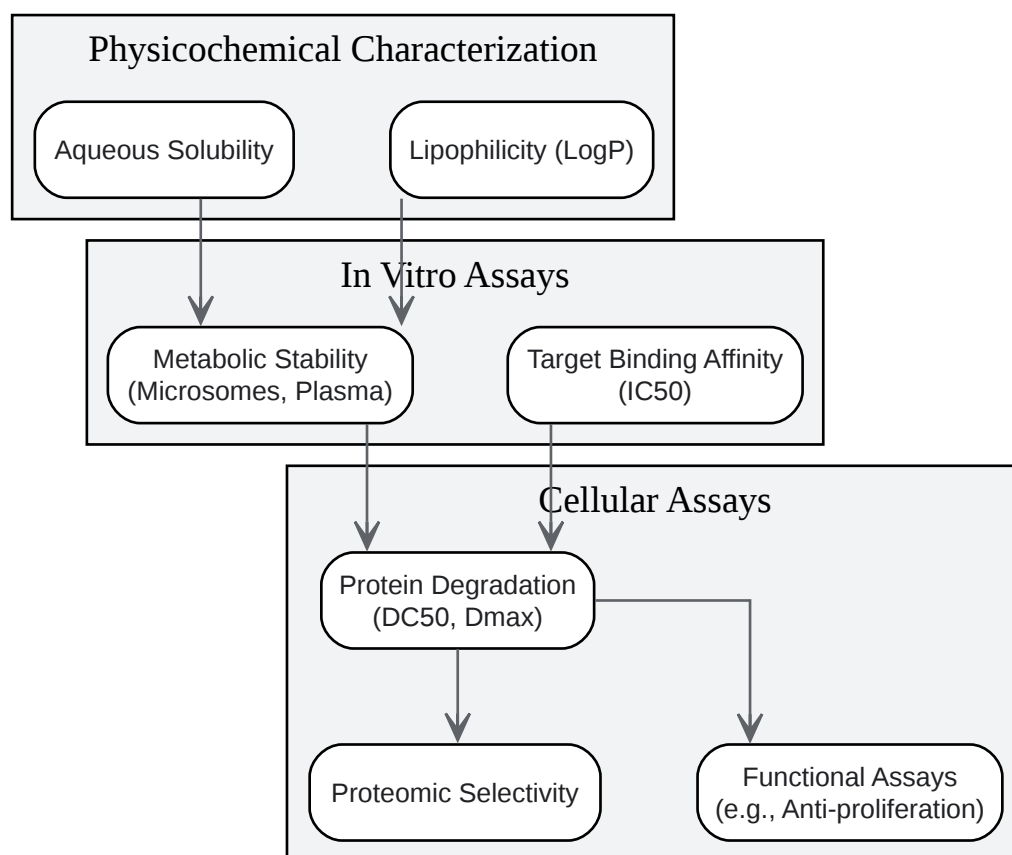 Physicochemical Characterization
Aqueous Solubility
Lipophilicity (LogP)
In Vitro Assays
Metabolic Stability
(Microsomes, Plasma)
Target Binding Affinity
(IC50)
Cellular Assays
Protein Degradation
(DC50, Dmax)
Proteomic Selectivity
Functional Assays
(e.g., Anti-proliferation)